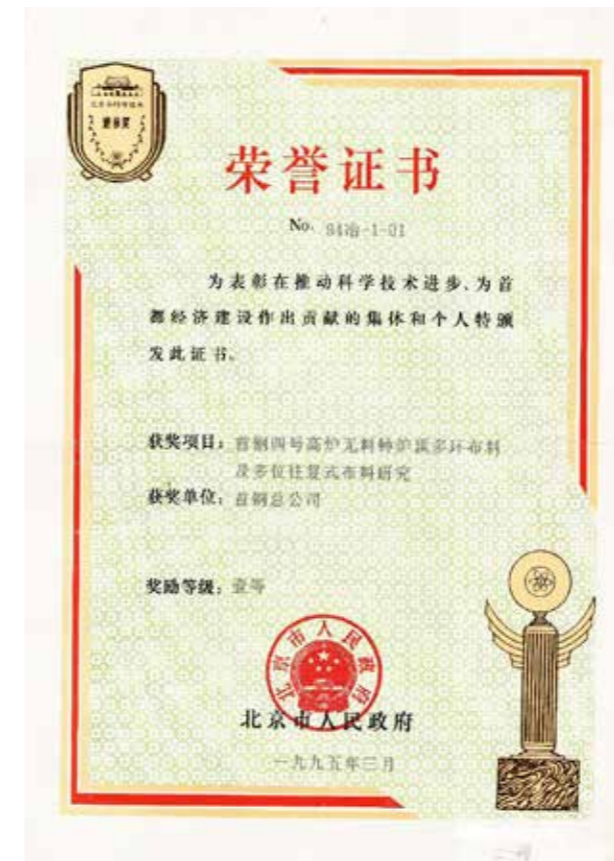 荣誉证书
No. 94冶-1-01
为表彰在推动科学技术进步、为首
都经济建设作出贡献的集体和个人特颁
发此证书。
获奖项目：首钢四号高炉无料钟炉顶多环布料
及多位往复式布料研究
获奖单位：首钢总公司
奖励等级：壹等
北京市人民政府
北京市人民政府
一九九五年三月